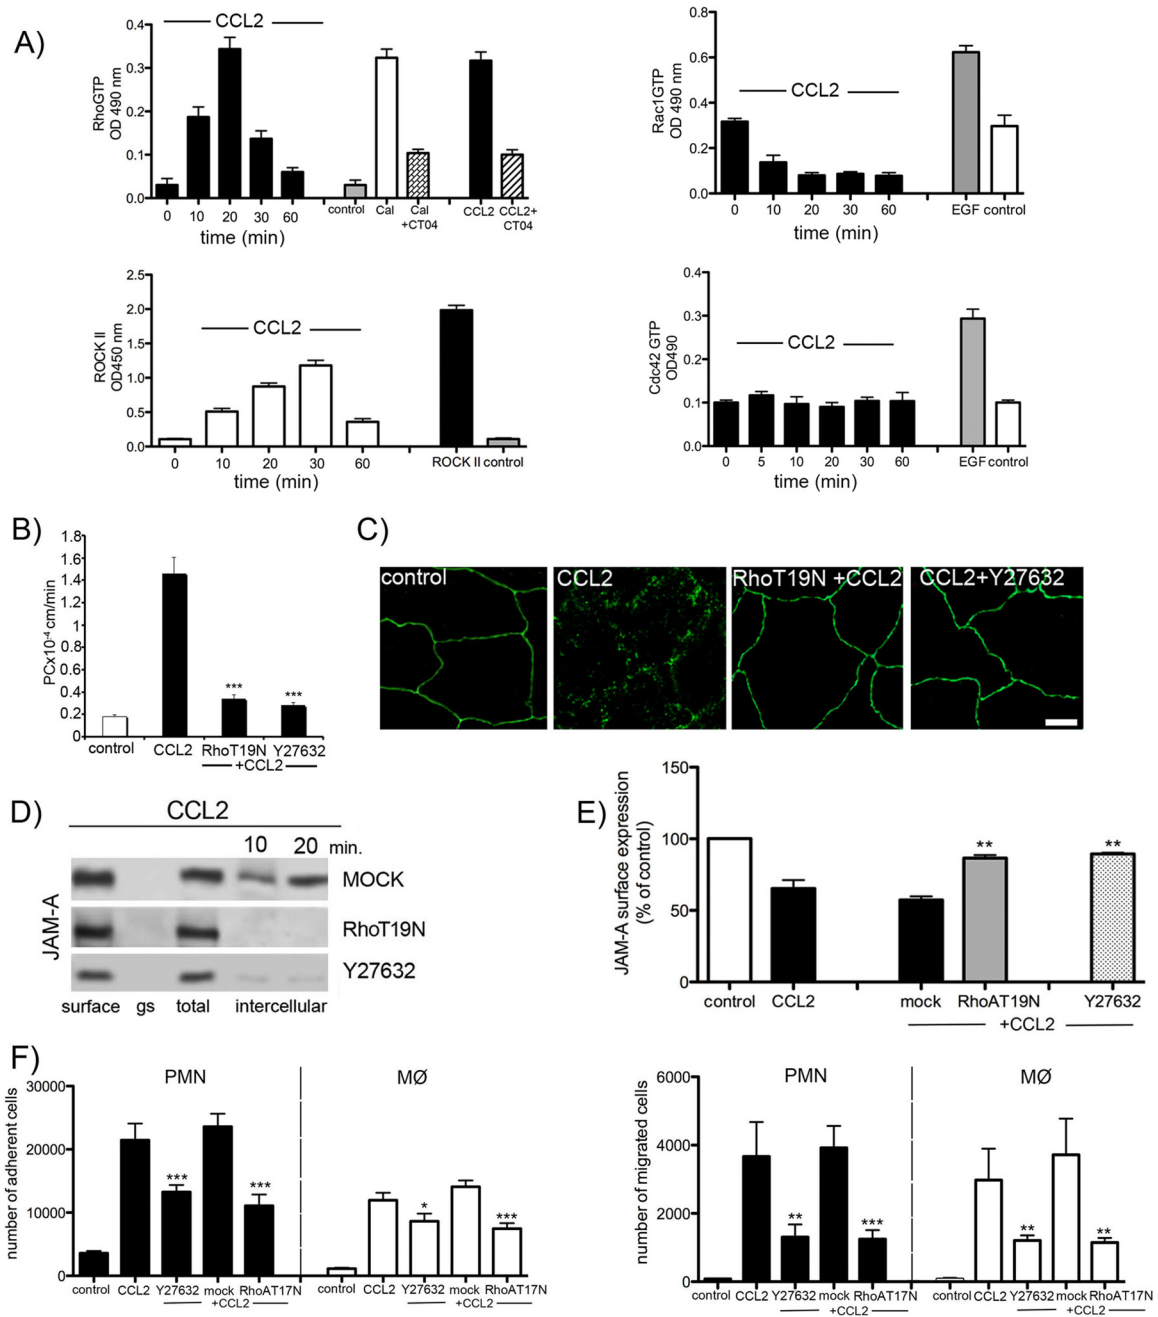 A)
CCL2
RhoGTP
OD 490 nm
0.4
0.3
0.2
0.1
0.0
0 10 20 30 60 control Cal Cal +CT04 CCL2 CCL2+ CT04
time (min)
CCL2
Rac1GTP
OD 490 nm
0.8
0.6
0.4
0.2
0.0
0 10 20 30 60 EGF control
time (min)
CCL2
ROCK II
OD450 nm
2.5
2.0
1.5
1.0
0.5
0.0
0 10 20 30 60 ROCK II control
time (min)
CCL2
Cdc42 GTP
OD490
0.4
0.3
0.2
0.1
0.0
0 5 10 20 30 60 EGF control
time (min)
B)
PCx10⁻⁴ cm/min
1.8
1.6
1.4
1.2
1
0.8
0.6
0.4
0.2
0
*** ***
control CCL2 RhoT19N Y27632
+CCL2
C)
control CCL2 RhoT19N +CCL2 CCL2+Y27632
D)
CCL2
10 20 min.
JAM-A
MOCK
RhoT19N
Y27632
surface gs total intercellular
E)
JAM-A surface expression
(% of control)
150
100
50
0
** **
control CCL2 mock RhoAT19N Y27632
+CCL2
F)
PMN MØ
number of adherent cells
30000
20000
10000
0
*** *** * ***
control CCL2 Y27632 mock RhoAT17N control CCL2 Y27632 mock RhoAT17N
+CCL2 +CCL2
PMN MØ
number of migrated cells
6000
4000
2000
0
** *** ** **
control CCL2 Y27632 mock RhoAT17N control CCL2 Y27632 mock RhoAT17N
+CCL2 +CCL2